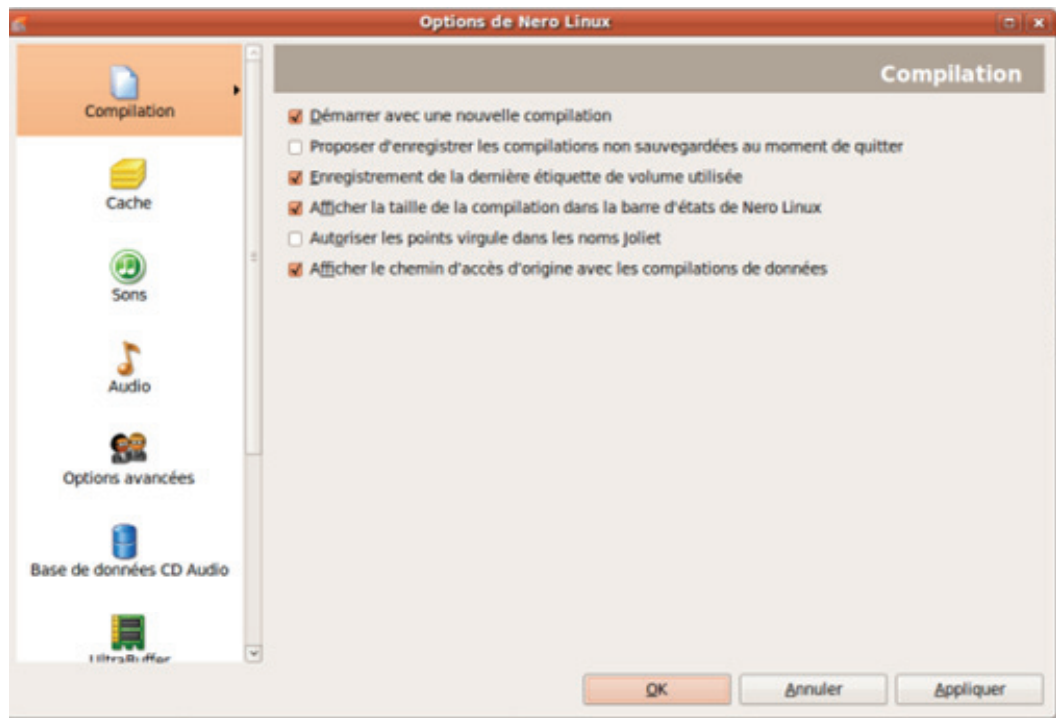 Options de Nero Linux
Compilation
Cache
Sons
Audio
Options avancées
Base de données CD Audio
UltraBuffer
Compilation
Démarrer avec une nouvelle compilation
Proposer d'enregistrer les compilations non sauvegardées au moment de quitter
Enregistrement de la dernière étiquette de volume utilisée
Afficher la taille de la compilation dans la barre d'états de Nero Linux
Autoriser les points virgule dans les noms Joliet
Afficher le chemin d'accès d'origine avec les compilations de données
OK
Annuler
Appliquer